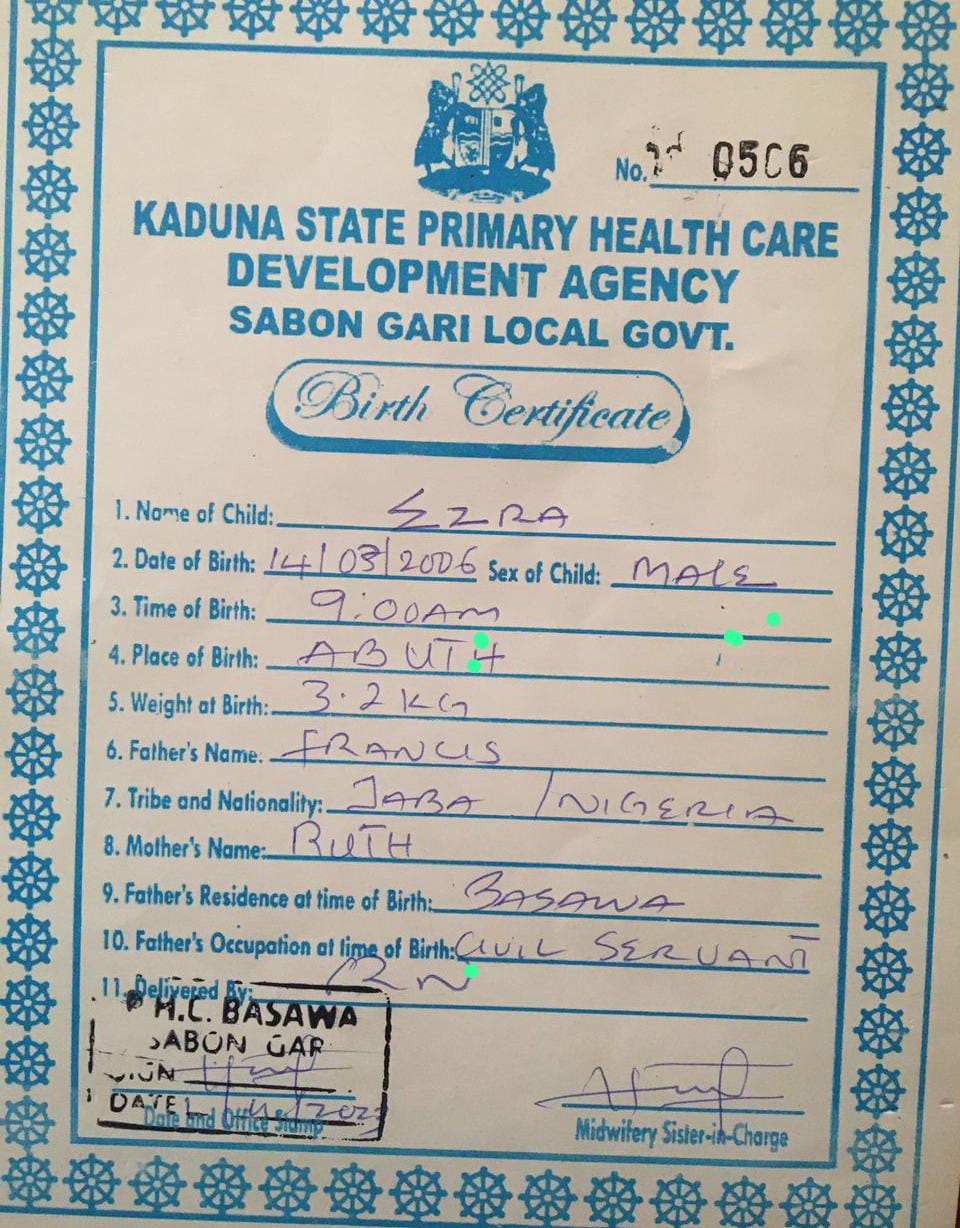 No. 0506
KADUNA STATE PRIMARY HEALTH CARE
DEVELOPMENT AGENCY
SABON GARI LOCAL GOVT.
Birth Certificate
1. Name of Child: EZRA
2. Date of Birth: 14/03/2006 Sex of Child: MALE
3. Time of Birth: 9:00AM
4. Place of Birth: ABUTH
5. Weight at Birth: 3.2KG
6. Father's Name: FRANCIS
7. Tribe and Nationality: JABA / NIGERIA
8. Mother's Name: RUTH
9. Father's Residence at time of Birth: BASAWA
10. Father's Occupation at time of Birth: CIVIL SERVANT
11. Delivered By: RN
H.C. BASAWA
SABON GAR
SIGN
DATE
Date and Office Stamp
Midwifery Sister-in-Charge